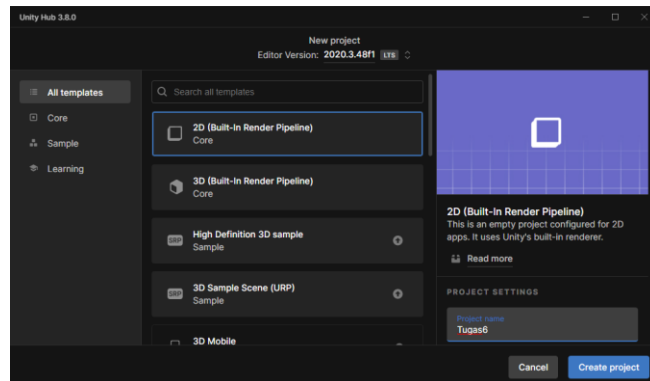 Unity Hub 3.8.0
New project
Editor Version: 2020.3.48f1 LTS
All templates
Core
Sample
Learning
Search all templates
2D (Built-In Render Pipeline)
Core
3D (Built-In Render Pipeline)
Core
SRP
High Definition 3D sample
Sample
SRP
3D Sample Scene (URP)
Sample
3D Mobile
2D (Built-In Render Pipeline)
This is an empty project configured for 2D
apps. It uses Unity's built-in renderer.
Read more
PROJECT SETTINGS
Project name
Tugas6
Cancel
Create project